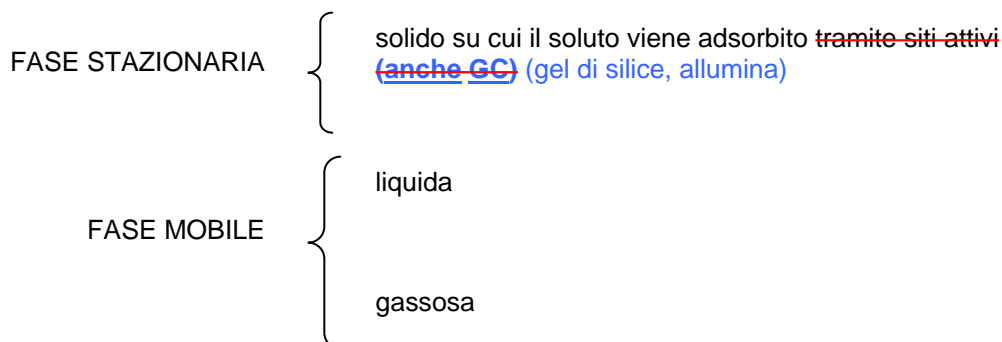 FASE STAZIONARIA
solido su cui il soluto viene adsorbito tramite siti attivi
(anche GC) (gel di silice, allumina)
FASE MOBILE
liquida
gassosa